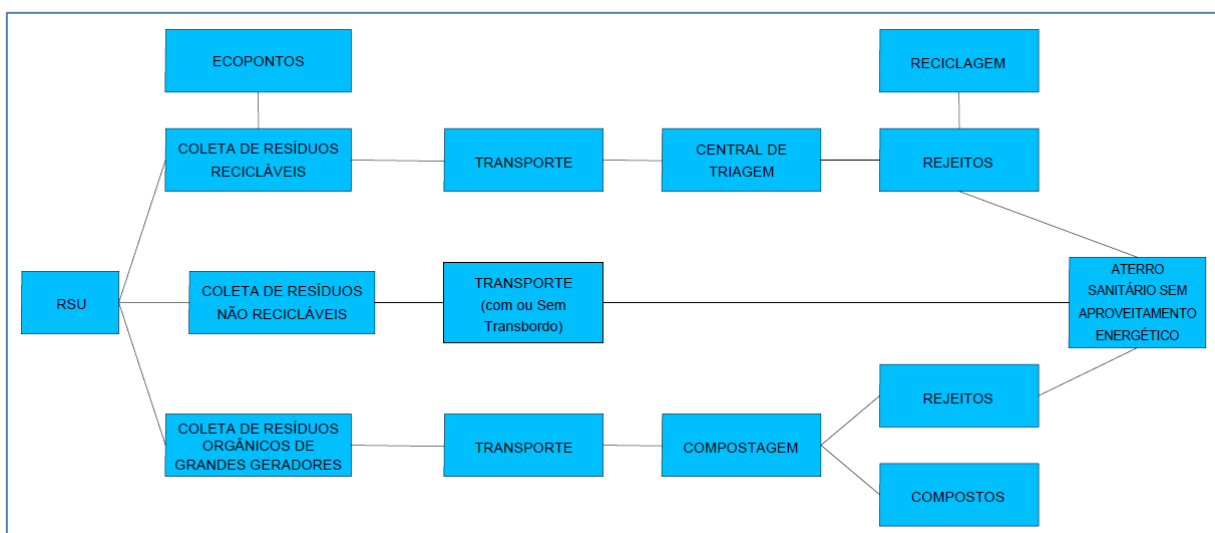 ECOPONTOS
RECICLAGEM
COLETA DE RESÍDUOS
RECICLÁVEIS
TRANSPORTE
CENTRAL DE
TRIAGEM
REJEITOS
RSU
COLETA DE RESÍDUOS
NÃO RECICLÁVEIS
TRANSPORTE
(com ou Sem
Transbordo)
ATERRO
SANITÁRIO SEM
APROVEITAMENTO
ENERGÉTICO
COLETA DE RESÍDUOS
ORGÂNICOS DE
GRANDES GERADORES
TRANSPORTE
COMPOSTAGEM
REJEITOS
COMPOSTOS